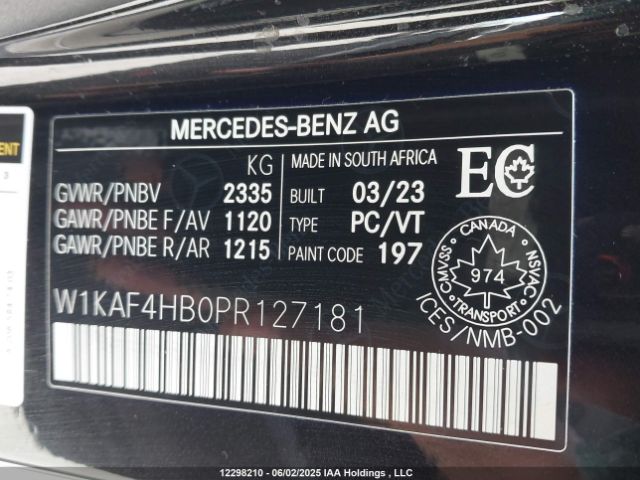 MERCEDES-BENZ AG
KG
GVWR/PNBV 2335
GAWR/PNBE F/AV 1120
GAWR/PNBE R/AR 1215
MADE IN SOUTH AFRICA
BUILT 03/23
TYPE PC/VT
PAINT CODE 197
EC
CANADA
CMVSS 974 NSVAC
TRANSPORT
ICES/NMB-002
W1KAF4HB0PR127181
ENT
3
12298210 - 06/02/2025 IAA Holdings , LLC